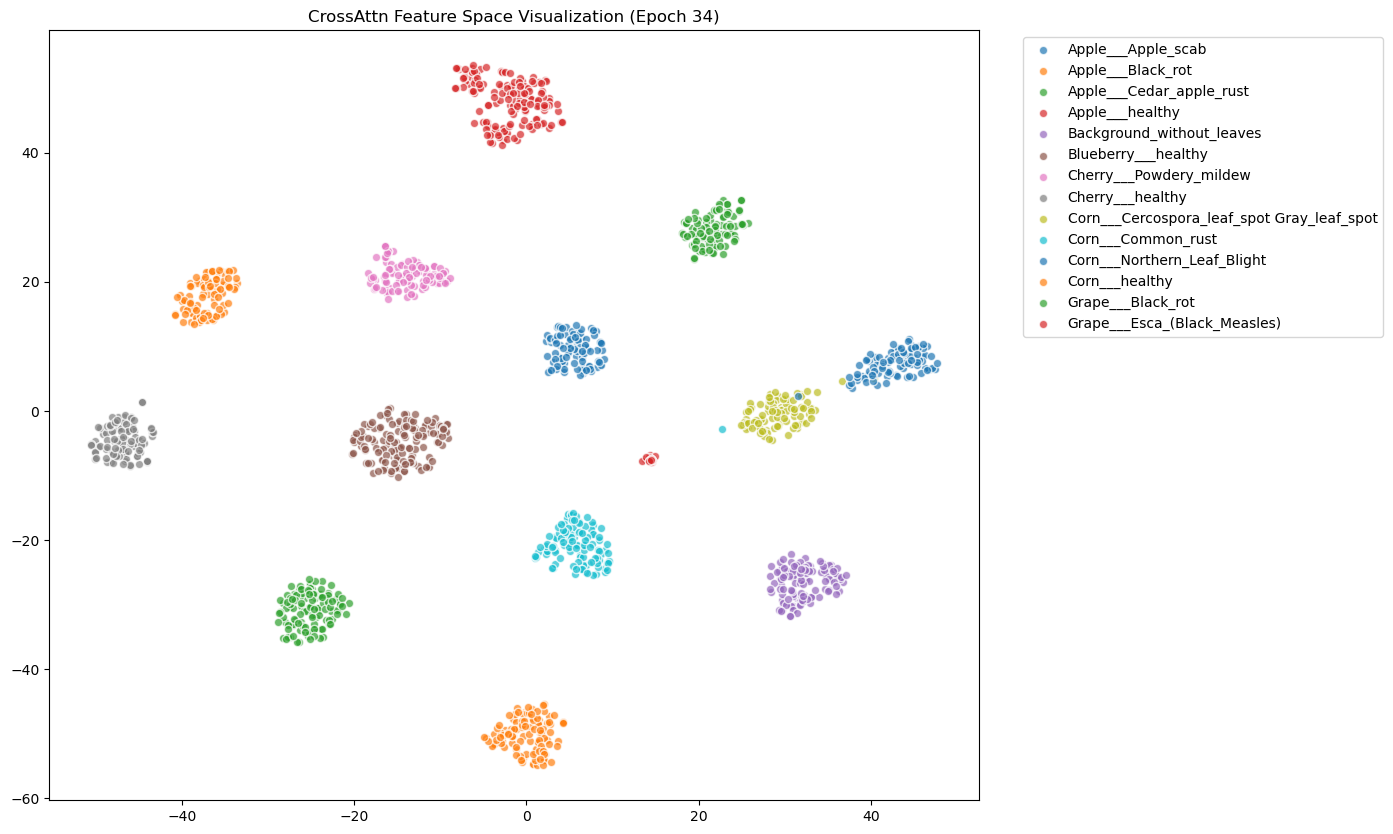 CrossAttn Feature Space Visualization (Epoch 34)
40
20
0
−20
−40
−60
−40
−20
0
20
40
Apple___Apple_scab
Apple___Black_rot
Apple___Cedar_apple_rust
Apple___healthy
Background_without_leaves
Blueberry___healthy
Cherry___Powdery_mildew
Cherry___healthy
Corn___Cercospora_leaf_spot Gray_leaf_spot
Corn___Common_rust
Corn___Northern_Leaf_Blight
Corn___healthy
Grape___Black_rot
Grape___Esca_(Black_Measles)